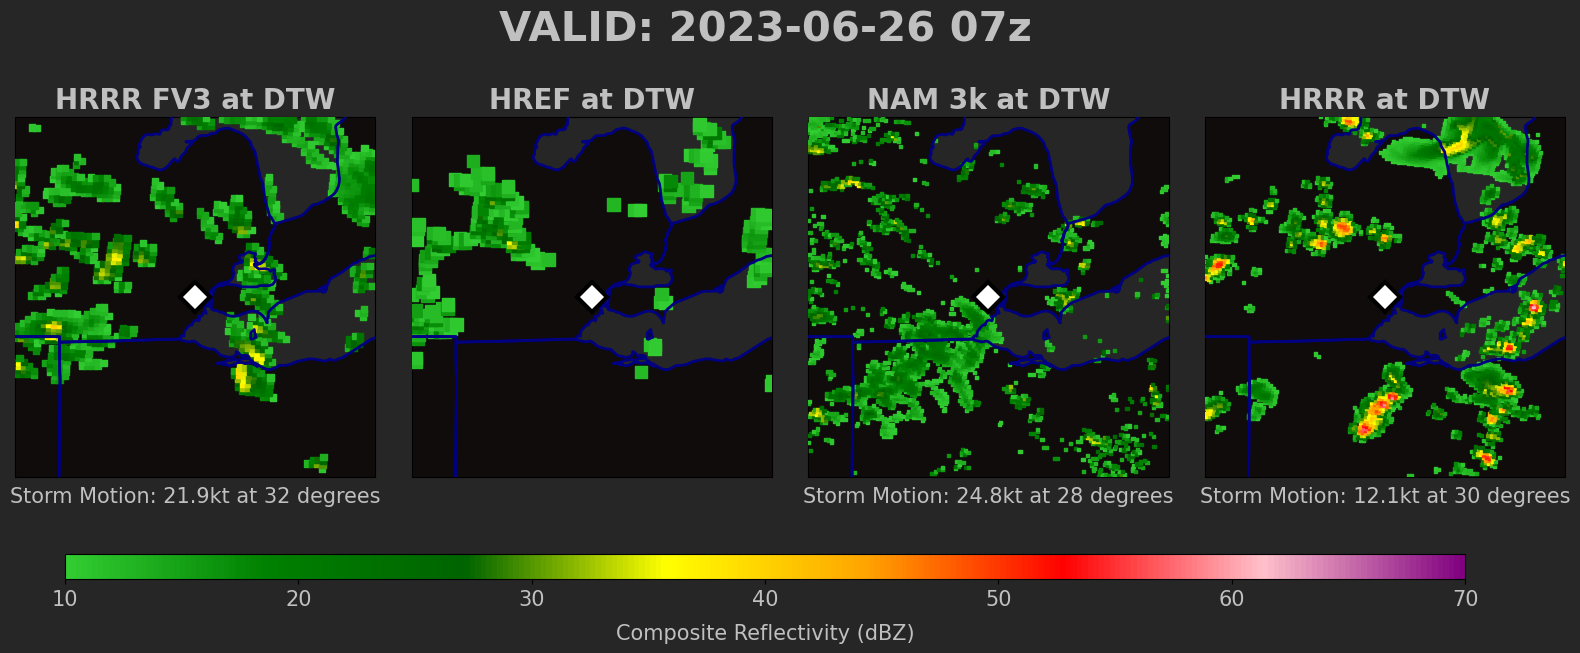 VALID: 2023-06-26 07z
HRRR FV3 at DTW
HREF at DTW
NAM 3k at DTW
HRRR at DTW
Storm Motion: 21.9kt at 32 degrees
Storm Motion: 24.8kt at 28 degrees
Storm Motion: 12.1kt at 30 degrees
10 20 30 40 50 60 70
Composite Reflectivity (dBZ)